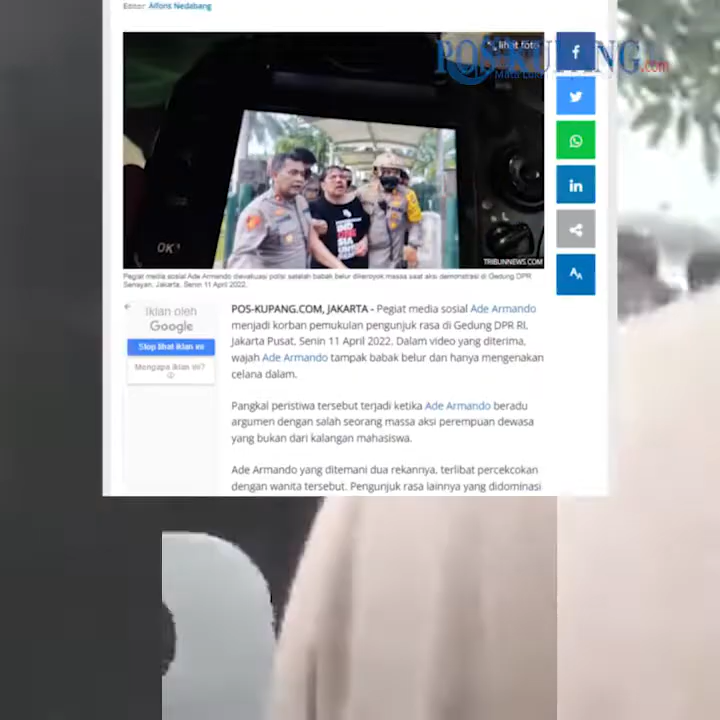 Editor: Alfons Nedabang
lihat foto
POS-KUPANG.com
OK!
IND
SIA
UNTU
TRIBUNNEWS.COM
Pegiat media sosial Ade Armando dievakuasi polisi setelah babak belur dikeroyok massa saat aksi demonstrasi di Gedung DPR
Senayan, Jakarta, Senin 11 April 2022.
Iklan oleh
Google
Stop lihat iklan ini
Mengapa iklan ini?
POS-KUPANG.COM, JAKARTA - Pegiat media sosial Ade Armando
menjadi korban pemukulan pengunjuk rasa di Gedung DPR RI,
Jakarta Pusat, Senin 11 April 2022. Dalam video yang diterima,
wajah Ade Armando tampak babak belur dan hanya mengenakan
celana dalam.
Pangkal peristiwa tersebut terjadi ketika Ade Armando beradu
argumen dengan salah seorang massa aksi perempuan dewasa
yang bukan dari kalangan mahasiswa.
Ade Armando yang ditemani dua rekannya, terlibat percekcokan
dengan wanita tersebut. Pengunjuk rasa lainnya yang didominasi